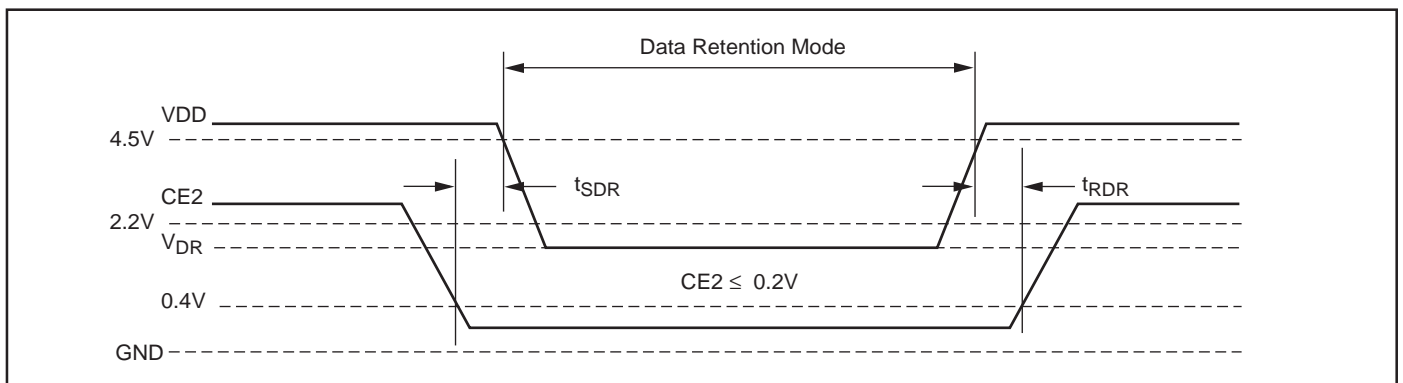 Data Retention Mode
VDD
4.5V
tSDR
tRDR
CE2
2.2V
VDR
CE2 ≤ 0.2V
0.4V
GND